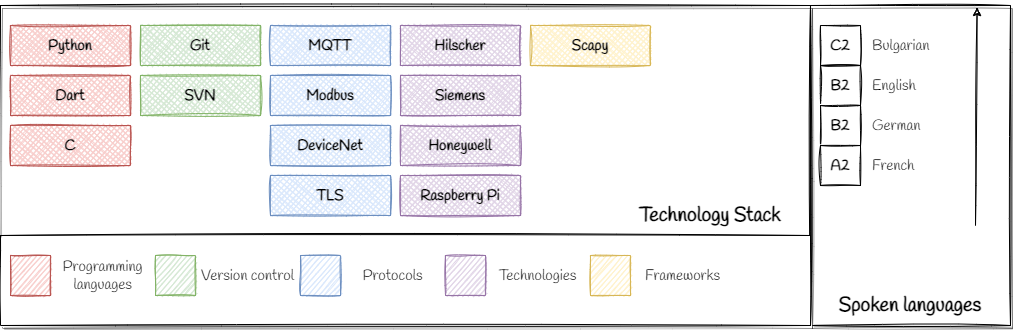 Python
Git
MQTT
Hilscher
Scapy
Dart
SVN
Modbus
Siemens
C
DeviceNet
Honeywell
TLS
Raspberry Pi
Technology Stack
Programming
languages
Version control
Protocols
Technologies
Frameworks
C2 Bulgarian
B2 English
B2 German
A2 French
Spoken languages